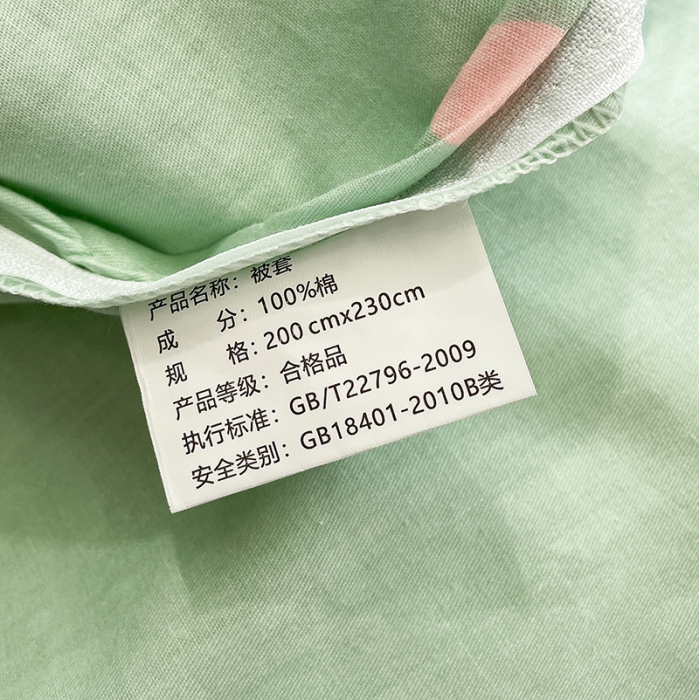 产品名称：被套
成 分：100%棉
规 格：200 cmx230cm
产品等级：合格品
执行标准：GB/T22796-2009
安全类别：GB18401-2010B类